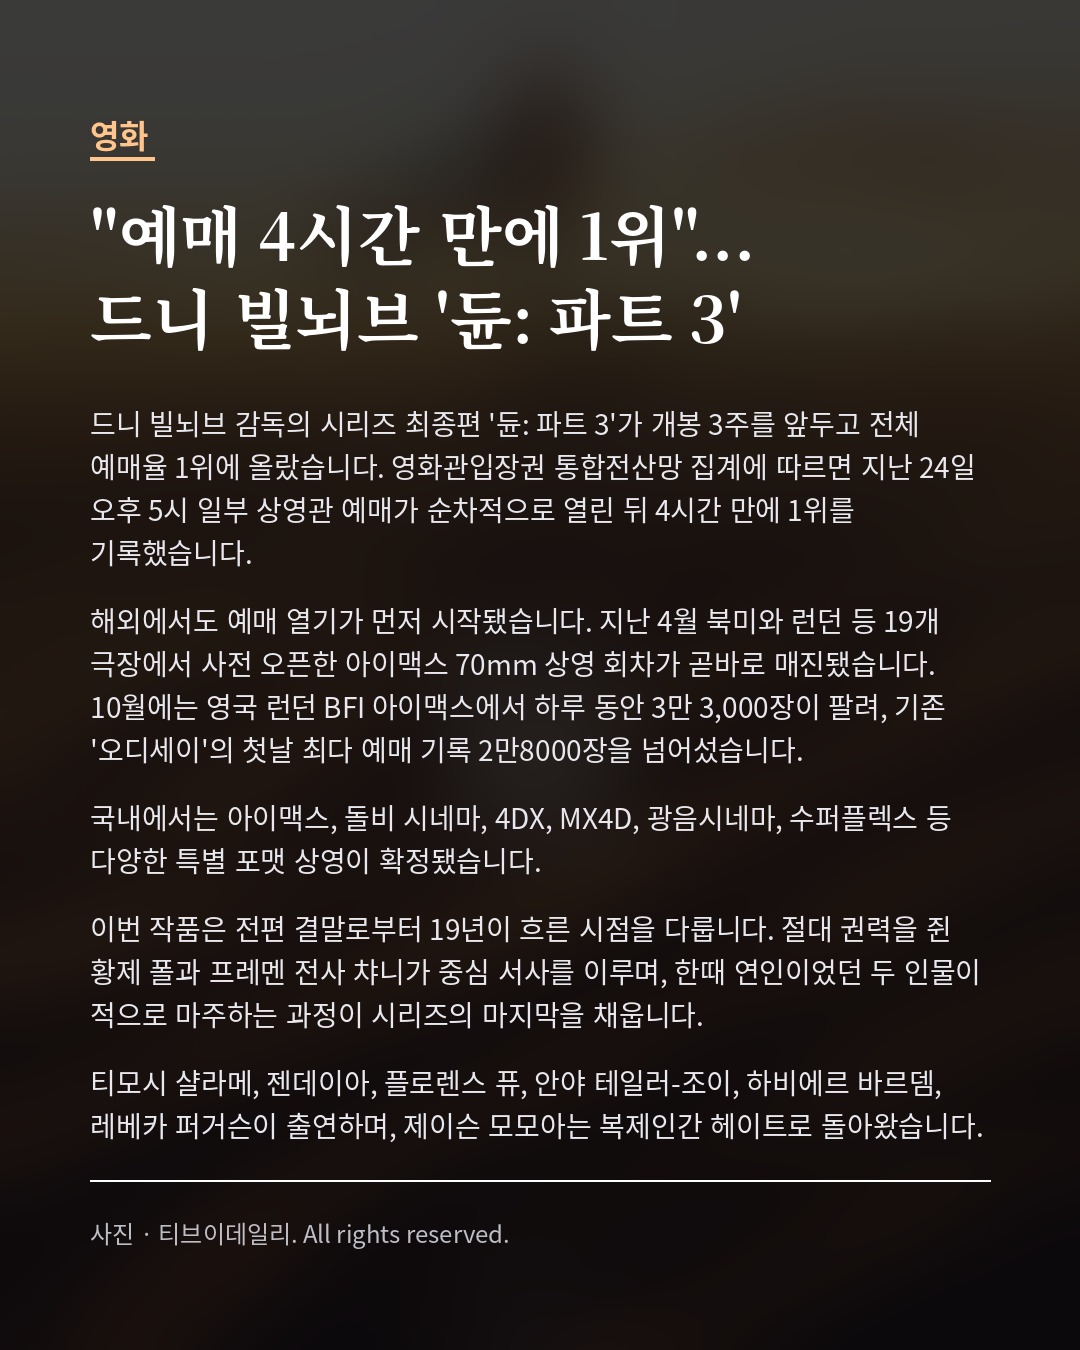 영화
"예매 4시간 만에 1위"...
드니 빌뇌브 '듄: 파트 3'
드니 빌뇌브 감독의 시리즈 최종편 '듄: 파트 3'가 개봉 3주를 앞두고 전체
예매율 1위에 올랐습니다. 영화관입장권 통합전산망 집계에 따르면 지난 24일
오후 5시 일부 상영관 예매가 순차적으로 열린 뒤 4시간 만에 1위를
기록했습니다.
해외에서도 예매 열기가 먼저 시작됐습니다. 지난 4월 북미와 런던 등 19개
극장에서 사전 오픈한 아이맥스 70mm 상영 회차가 곧바로 매진됐습니다.
10월에는 영국 런던 BFI 아이맥스에서 하루 동안 3만 3,000장이 팔려, 기존
'오디세이'의 첫날 최다 예매 기록 2만8000장을 넘어섰습니다.
국내에서는 아이맥스, 돌비 시네마, 4DX, MX4D, 광음시네마, 수퍼플렉스 등
다양한 특별 포맷 상영이 확정됐습니다.
이번 작품은 전편 결말로부터 19년이 흐른 시점을 다룹니다. 절대 권력을 쥔
황제 폴과 프레멘 전사 챠니가 중심 서사를 이루며, 한때 연인이었던 두 인물이
적으로 마주하는 과정이 시리즈의 마지막을 채웁니다.
티모시 샬라메, 젠데이아, 플로렌스 퓨, 안야 테일러-조이, 하비에르 바르뎀,
레베카 퍼거슨이 출연하며, 제이슨 모모아는 복제인간 헤이트로 돌아왔습니다.
사진 · 티브이데일리. All rights reserved.